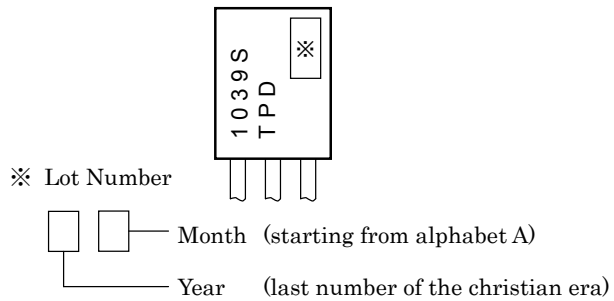 ※
1039S
TPD
※ Lot Number
Month (starting from alphabet A)
Year (last number of the christian era)